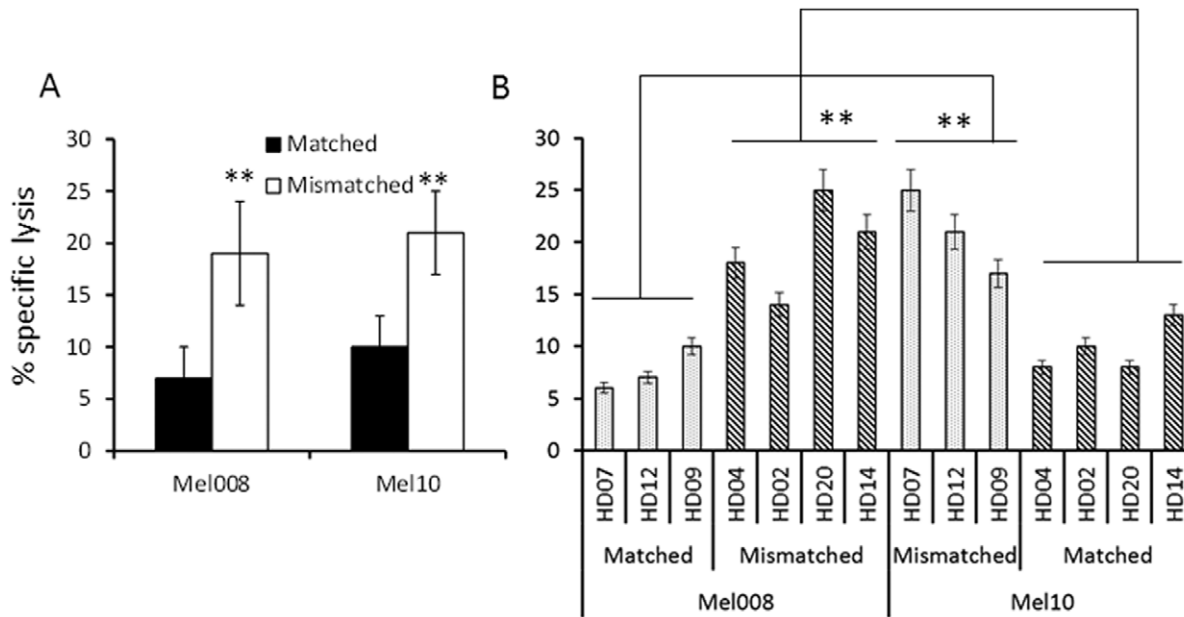 A
% specific lysis
30
25
20
15
10
5
0
Matched
Mismatched
**
**
Mel008
Mel10
B
30
25
20
15
10
5
0
**
**
HD07
HD12
HD09
HD04
HD02
HD20
HD14
HD07
HD12
HD09
HD04
HD02
HD20
HD14
Matched
Mismatched
Mismatched
Matched
Mel008
Mel10